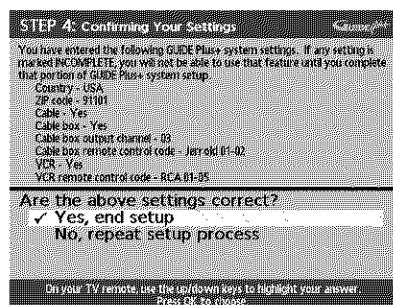 STEP 4: Confirming Your Settings
You have entered the following GUIDE Plus+ system settings. If any setting is
marked INCOMPLETE, you will not be able to use that feature until you complete
that portion of GUIDE Plus+ system setup.
Country - USA
ZIP code - 91101
Cable - Yes
Cable box - Yes
Cable box output channel - 03
Cable box remote control code - Jerrold 01-02
VCR - Yes
VCR remote control code - RCA 01-05
Are the above settings correct?
✓ Yes, end setup
No, repeat setup process
On your TV remote, use the up/down keys to highlight your answer.
Press OK to choose.